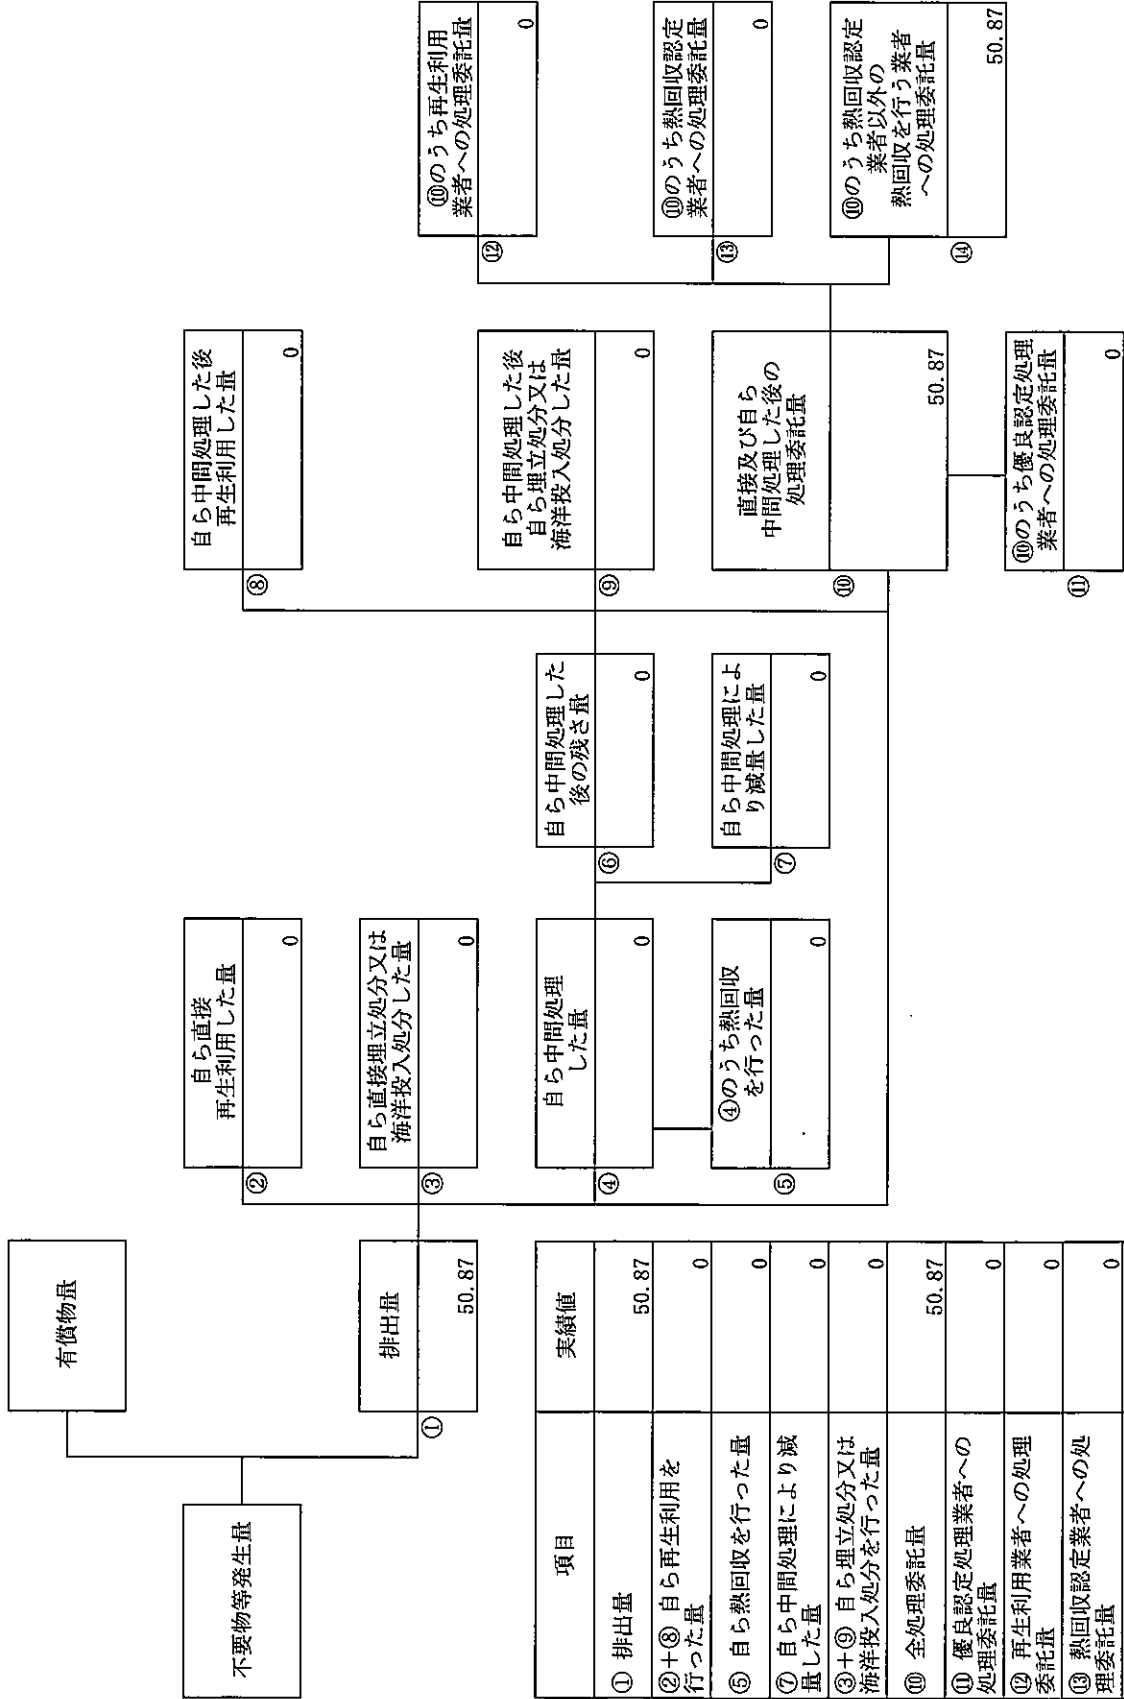 有償物量
不要物等発生量
排出量
①
50.87
自ら直接
再生利用した量
②
0
自ら直接埋立処分又は
海洋投入処分した量
③
0
自ら中間処理
した量
④
0
④のうち熱回収
を行った量
⑤
0
自ら中間処理した
後の残さ量
⑥
0
自ら中間処理によ
り減量した量
⑦
0
自ら中間処理した後
再生利用した量
⑧
0
自ら中間処理した後
自ら埋立処分又は
海洋投入処分した量
⑨
0
直接及び自ら
中間処理した後の
処理委託量
⑩
50.87
⑩のうち優良認定処理
業者への処理委託量
⑪
0
⑩のうち再生利用
業者への処理委託量
⑫
0
⑩のうち熱回収認定
業者への処理委託量
⑬
0
⑩のうち熱回収認定
業者以外の
熱回収を行う業者
への処理委託量
⑭
50.87
項目 実績値
① 排出量 50.87
②+⑧ 自ら再生利用を
行った量 0
⑤ 自ら熱回収を行った量 0
⑦ 自ら中間処理により減
量した量 0
③+⑨ 自ら埋立処分又は
海洋投入処分を行った量 0
⑩ 全処理委託量 50.87
⑪ 優良認定処理業者への
処理委託量 0
⑫ 再生利用業者への処理
委託量 0
⑬ 熱回収認定業者への処
理委託量 0